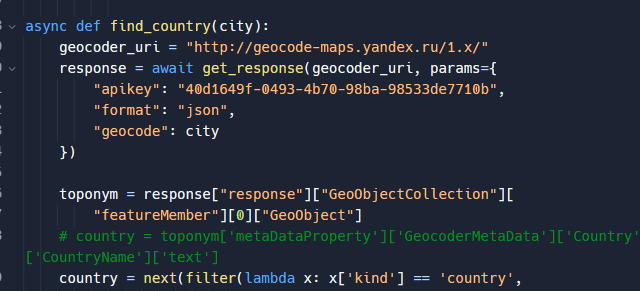 async def find_country(city):
geocoder_uri = "http://geocode-maps.yandex.ru/1.x/"
response = await get_response(geocoder_uri, params={
"apikey": "40d1649f-0493-4b70-98ba-98533de7710b",
"format": "json",
"geocode": city
})
toponym = response["response"]["GeoObjectCollection"][
"featureMember"][0]["GeoObject"]
# country = toponym['metaDataProperty']['GeocoderMetaData']['Country'
['CountryName']['text']
country = next(filter(lambda x: x['kind'] == 'country',